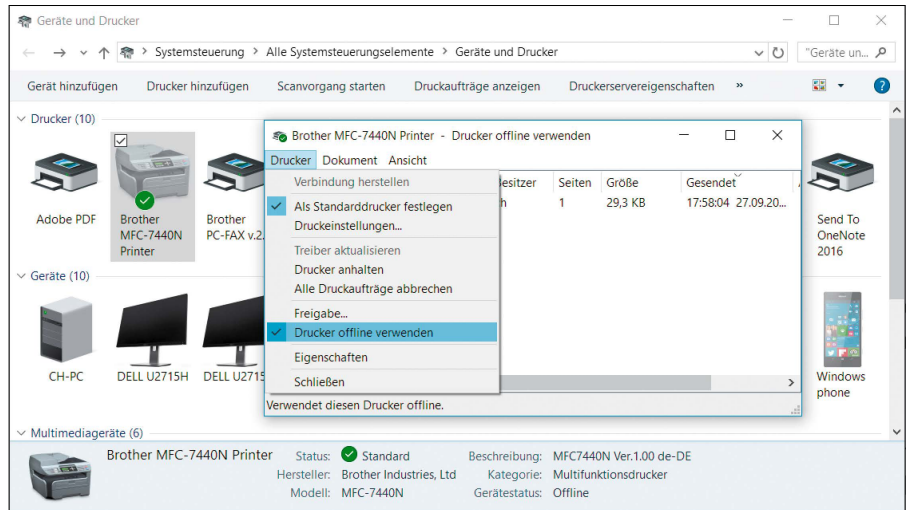 Geräte und Drucker
Systemsteuerung > Alle Systemsteuerungselemente > Geräte und Drucker
"Geräte un...
Gerät hinzufügen Drucker hinzufügen Scanvorgang starten Druckaufträge anzeigen Druckerservereigenschaften »
Drucker (10)
Adobe PDF
Brother
MFC-7440N
Printer
Brother
PC-FAX v.2.
Send To
OneNote
2016
Brother MFC-7440N Printer - Drucker offline verwenden
Drucker Dokument Ansicht
Besitzer Seiten Größe Gesendet
1 29,3 KB 17:58:04 27.09.20...
Verbindung herstellen
Als Standarddrucker festlegen
Druckeinstellungen...
Treiber aktualisieren
Drucker anhalten
Alle Druckaufträge abbrechen
Freigabe...
Drucker offline verwenden
Eigenschaften
Schließen
Verwendet diesen Drucker offline.
Geräte (10)
CH-PC
DELL U2715H
DELL U2715
Windows
phone
Multimediageräte (6)
Brother MFC-7440N Printer
Status: Standard
Hersteller: Brother Industries, Ltd
Modell: MFC-7440N
Beschreibung: MFC7440N Ver.1.00 de-DE
Kategorie: Multifunktionsdrucker
Gerätestatus: Offline